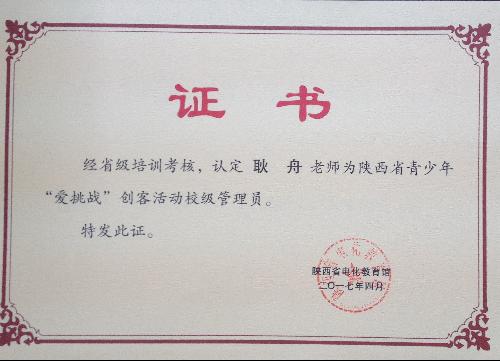 证 书
经省级培训考核，认定 耿 舟 老师为陕西省青少年
“爱挑战”创客活动校级管理员。
特发此证。
陕西省电化教育馆
二〇一七年四月